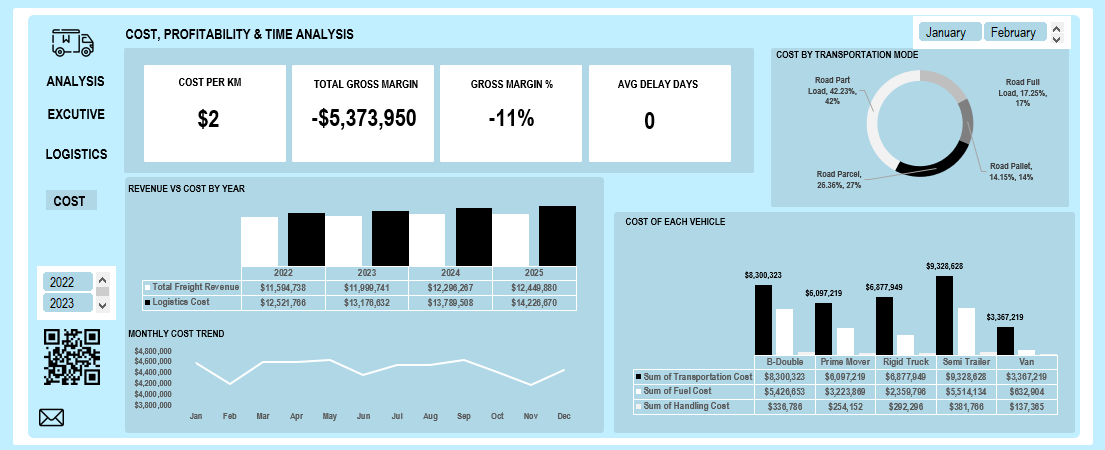 COST, PROFITABILITY & TIME ANALYSIS
January February
ANALYSIS
EXCUTIVE
LOGISTICS
COST
2022
2023
COST PER KM
$2
TOTAL GROSS MARGIN
-$5,373,950
GROSS MARGIN %
-11%
AVG DELAY DAYS
0
COST BY TRANSPORTATION MODE
Road Part
Load, 42.23%,
42%
Road Full
Load, 17.25%,
17%
Road Parcel,
26.36%, 27%
Road Pallet,
14.15%, 14%
REVENUE VS COST BY YEAR
2022 2023 2024 2025
Total Freight Revenue $11,594,738 $11,999,741 $12,296,267 $12,449,880
Logistics Cost $12,521,766 $13,176,632 $13,789,508 $14,226,670
MONTHLY COST TREND
$4,800,000
$4,600,000
$4,400,000
$4,200,000
$4,000,000
$3,800,000
Jan Feb Mar Apr May Jun Jul Aug Sep Oct Nov Dec
COST OF EACH VEHICLE
$8,300,323
$6,097,219
$6,877,949
$9,328,628
$3,367,219
B-Double Prime Mover Rigid Truck Semi Trailer Van
Sum of Transportation Cost $8,300,323 $6,097,219 $6,877,949 $9,328,628 $3,367,219
Sum of Fuel Cost $5,426,653 $3,223,869 $2,359,796 $5,514,134 $632,904
Sum of Handling Cost $336,786 $254,152 $292,296 $381,766 $137,365